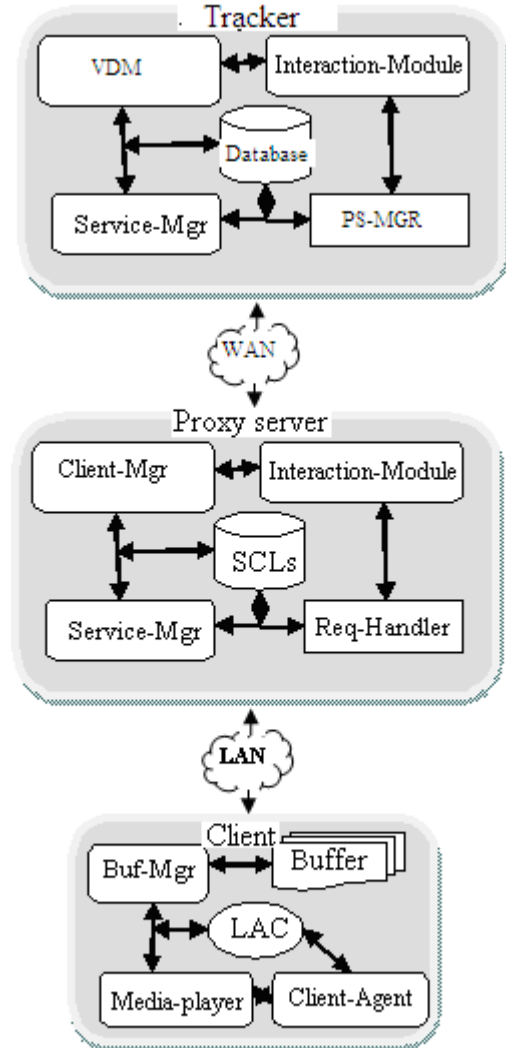 Tracker
VDM
Interaction-Module
Database
Service-Mgr
PS-MGR
WAN
Proxy server
Client-Mgr
Interaction-Module
SCLs
Service-Mgr
Req-Handler
LAN
Client
Buf-Mgr
Buffer
LAC
Media-player
Client-Agent